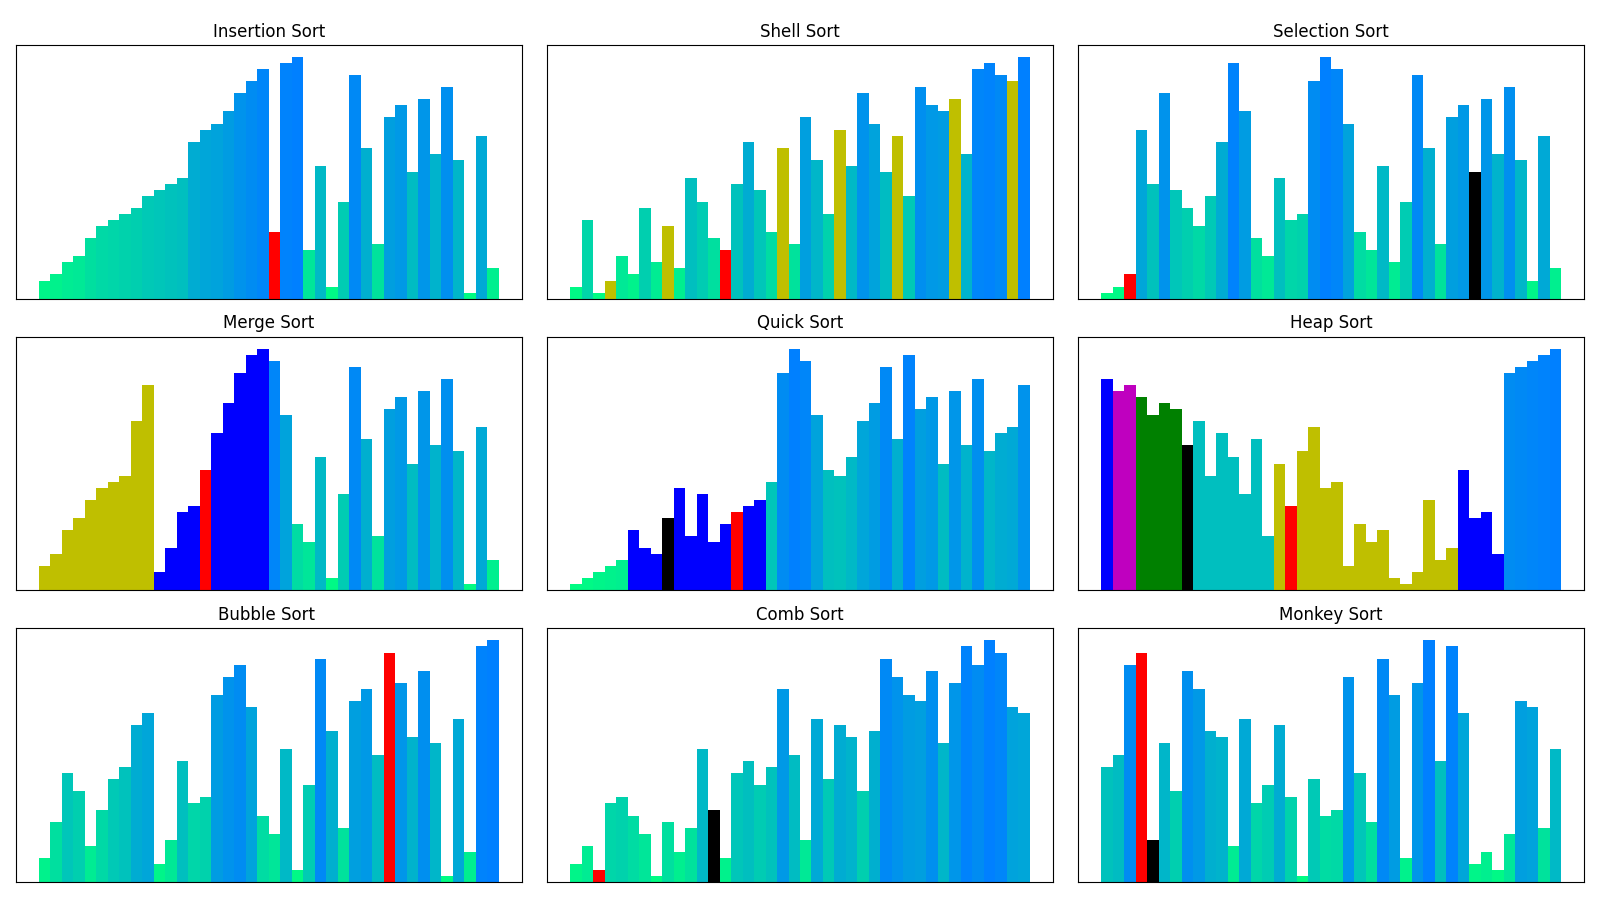 Insertion Sort
Shell Sort
Selection Sort
Merge Sort
Quick Sort
Heap Sort
Bubble Sort
Comb Sort
Monkey Sort